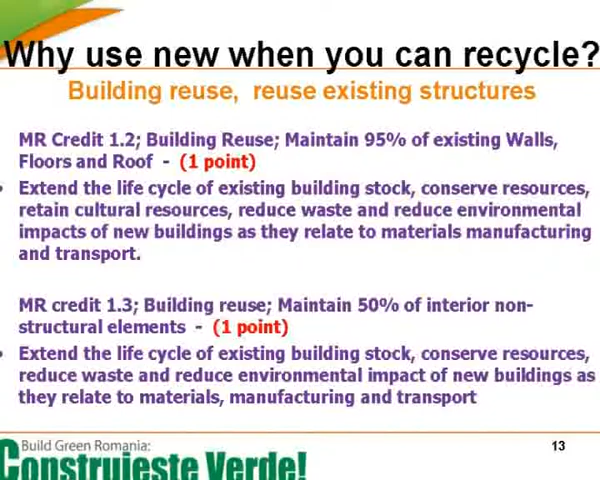 Why use new when you can recycle?
Building reuse, reuse existing structures
MR Credit 1.2; Building Reuse; Maintain 95% of existing Walls,
Floors and Roof - (1 point)
• Extend the life cycle of existing building stock, conserve resources,
retain cultural resources, reduce waste and reduce environmental
impacts of new buildings as they relate to materials manufacturing
and transport.
MR credit 1.3; Building reuse; Maintain 50% of interior non-
structural elements - (1 point)
• Extend the life cycle of existing building stock, conserve resources,
reduce waste and reduce environmental impact of new buildings as
they relate to materials, manufacturing and transport
Build Green Romania:
Construieste Verde!
13